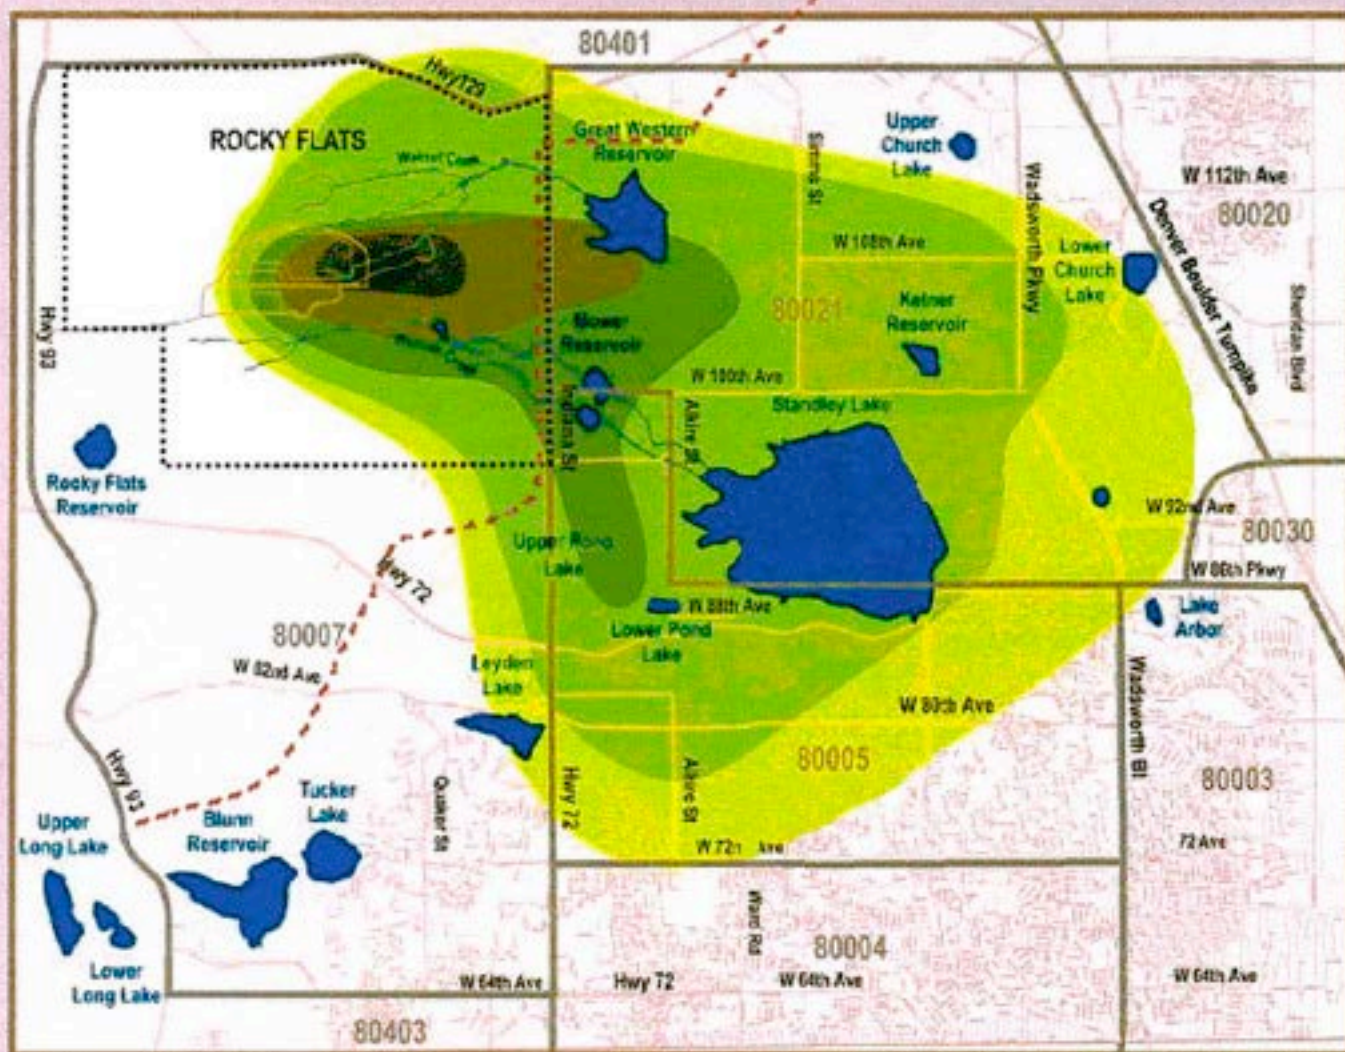 80401
Hwy129
ROCKY FLATS
Great Western
Reservoir
Walnut Creek
Upper
Church
Lake
Simms St
Wadsworth Pkwy
W 112th Ave
80020
Denver Boulder Turnpike
W 108th Ave
Lower
Church
Lake
Sheridan Blvd
Hwy 93
80021
Ketner
Reservoir
Mower
Reservoir
W 100th Ave
Indiana St
Alkire St
Standley Lake
Rocky Flats
Reservoir
W 92nd Ave
80030
Upper Pond
Lake
Hwy 72
W 88th Pkwy
W 88th Ave
Lower Pond
Lake
Lake
Arbor
80007
W 82nd Ave
Leyden
Lake
Wadsworth Bl
W 80th Ave
80005
80003
Hwy 93
Quaker St
Hwy 72
Alkire St
Tucker
Lake
Blunn
Reservoir
Upper
Long Lake
72 Ave
Ward Rd
80004
Lower
Long Lake
W 64th Ave
Hwy 72
W 64th Ave
W 64th Ave
80403